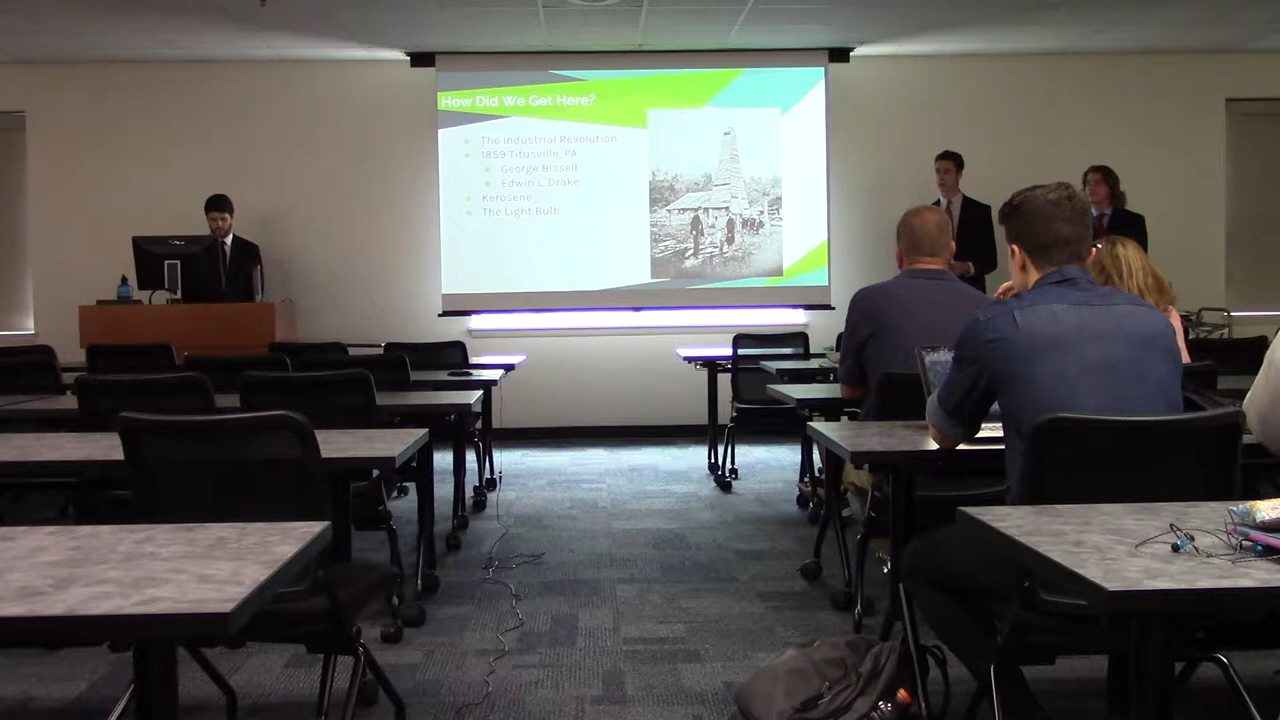 How Did We Get Here?
The Industrial Revolution
1859 Titusville, PA
George Bissell
Edwin L. Drake
Kerosene
The Light Bulb